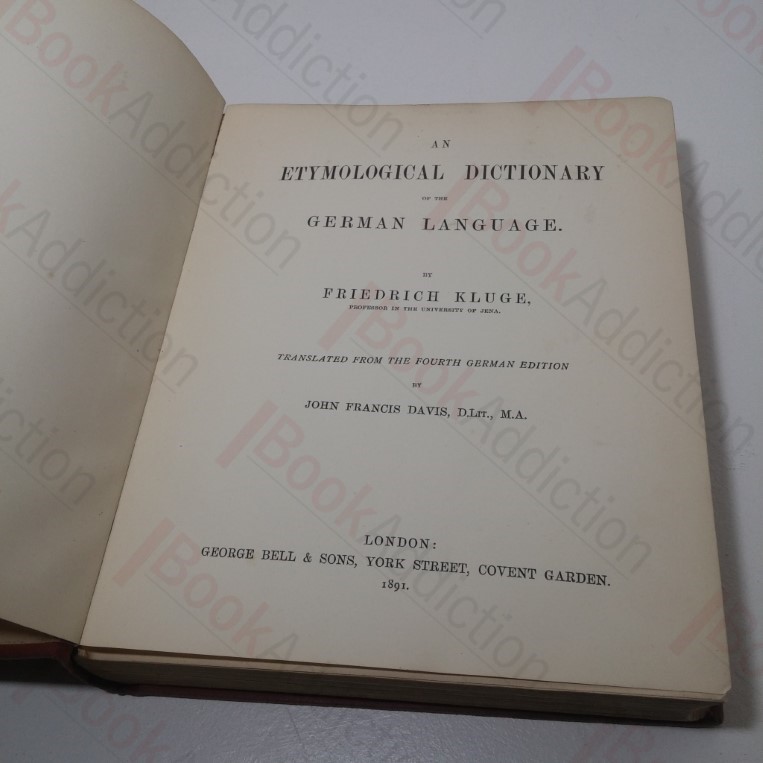 AN
ETYMOLOGICAL DICTIONARY
OF THE
GERMAN LANGUAGE.
BY
FRIEDRICH KLUGE,
PROFESSOR IN THE UNIVERSITY OF JENA.
TRANSLATED FROM THE FOURTH GERMAN EDITION
BY
JOHN FRANCIS DAVIS, D.LIT., M.A.
LONDON:
GEORGE BELL & SONS, YORK STREET, COVENT GARDEN.
1891.
BookAddiction